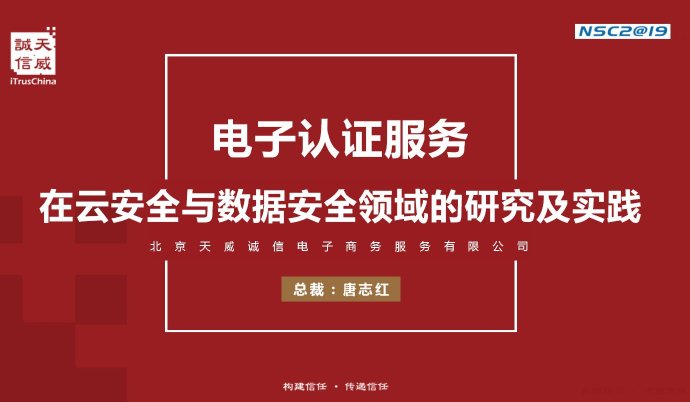 誠天
信威
iTrusChina
NSC2@19
电子认证服务
在云安全与数据安全领域的研究及实践
北京天威诚信电子商务服务有限公司
总裁：唐志红
构建信任 • 传递信任